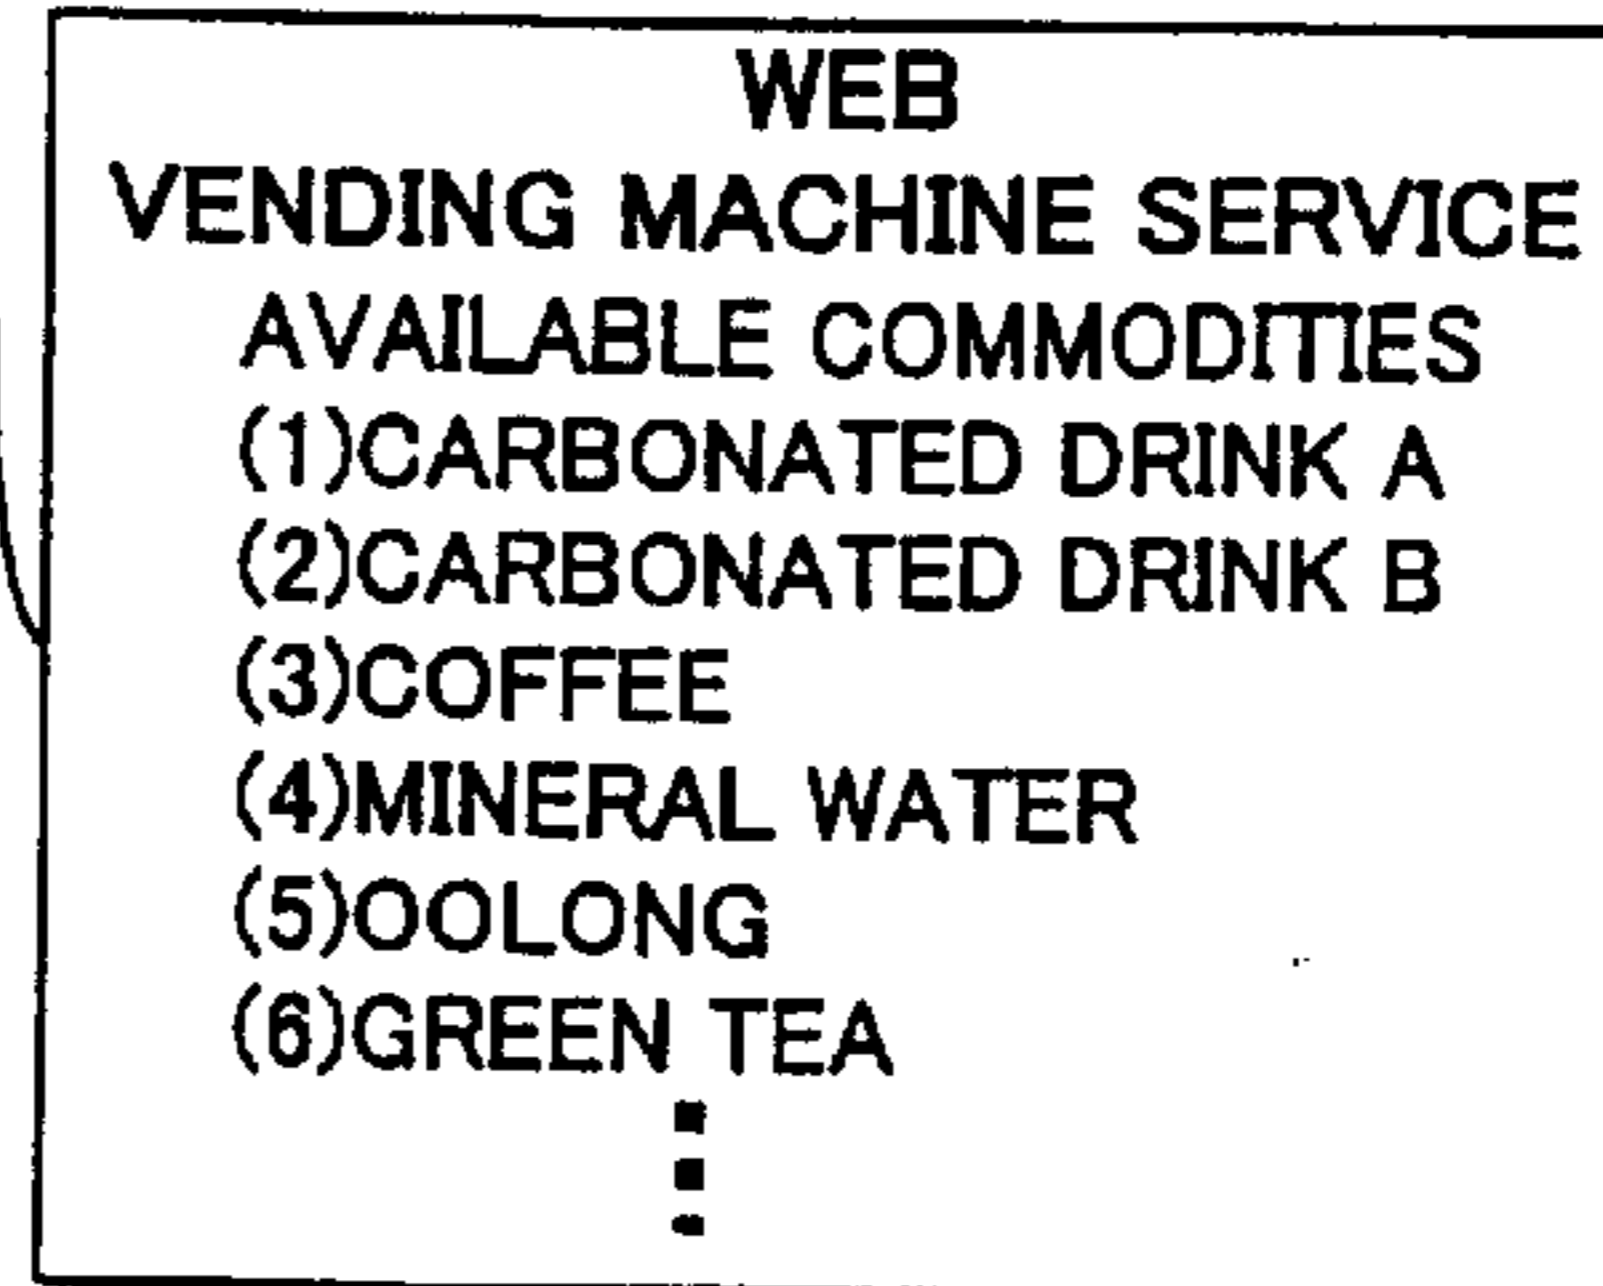 WEB
VENDING MACHINE SERVICE
AVAILABLE COMMODITIES
(1)CARBONATED DRINK A
(2)CARBONATED DRINK B
(3)COFFEE
(4)MINERAL WATER
(5)OOLONG
(6)GREEN TEA